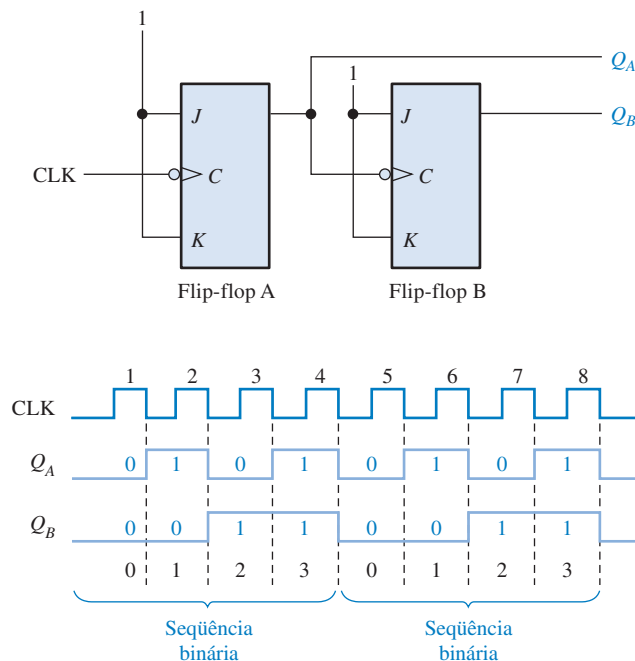 1
J
CLK
C
K
Flip-flop A
1
J
C
K
Flip-flop B
Q_A
Q_B
1 2 3 4 5 6 7 8
CLK
Q_A 0 1 0 1 0 1 0 1
Q_B 0 0 1 1 0 0 1 1
0 1 2 3 0 1 2 3
Seqüência
binária
Seqüência
binária